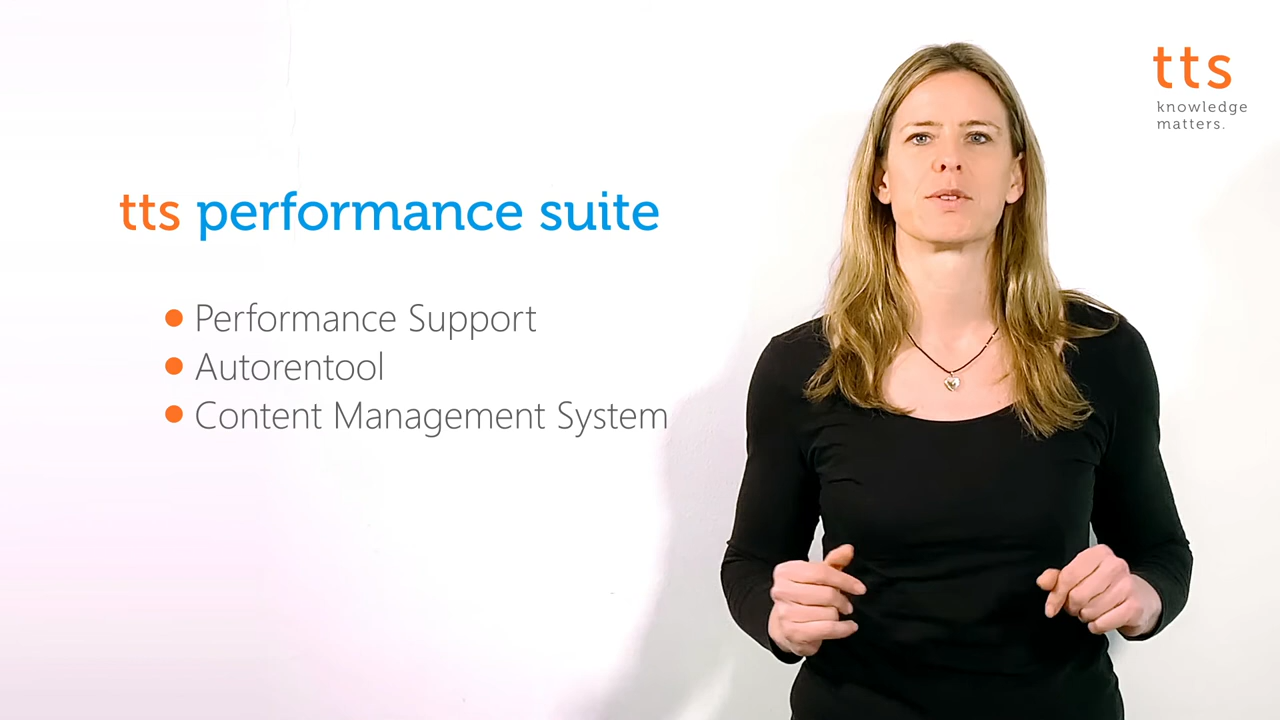 tts
knowledge
matters.
tts performance suite
Performance Support
Autorentool
Content Management System